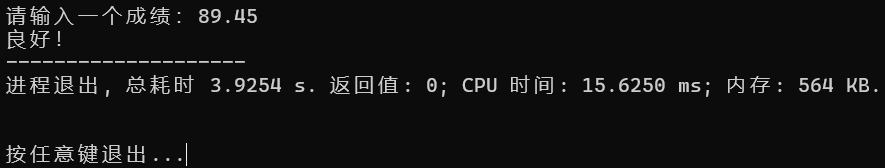 请输入一个成绩: 89.45
良好!
--------------------
进程退出, 总耗时 3.9254 s. 返回值: 0; CPU 时间: 15.6250 ms; 内存: 564 KB.
按任意键退出...